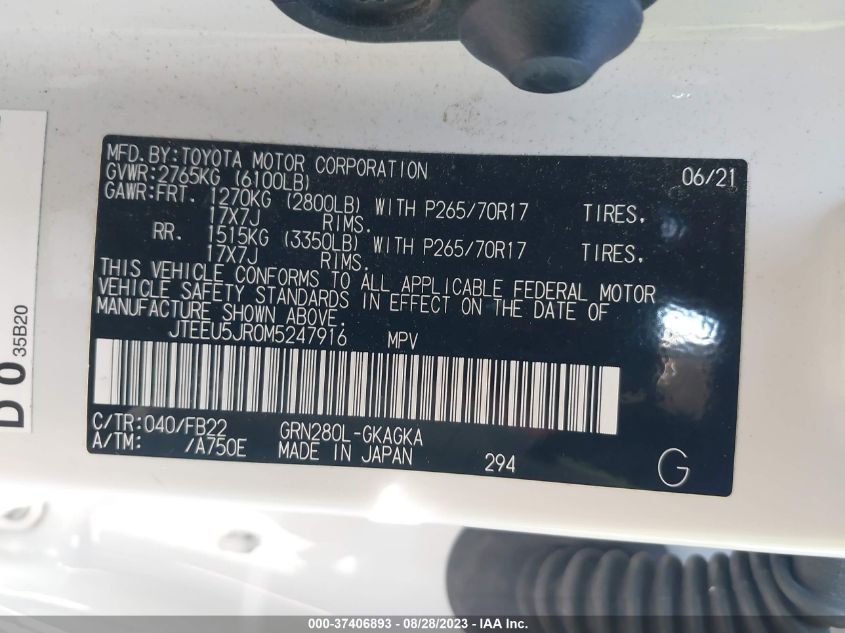 MFD.BY:TOYOTA MOTOR CORPORATION 06/21
GVWR:2765KG (6100LB)
GAWR:FRT. 1270KG (2800LB) WITH P265/70R17 TIRES,
17X7J RIMS.
RR. 1515KG (3350LB) WITH P265/70R17 TIRES,
17X7J RIMS.
THIS VEHICLE CONFORMS TO ALL APPLICABLE FEDERAL MOTOR
VEHICLE SAFETY STANDARDS IN EFFECT ON THE DATE OF
MANUFACTURE SHOWN ABOVE.
JTEEU5JR0M5247916 MPV
C/TR:040/FB22 GRN280L-GKAGKA
A/TM: /A750E MADE IN JAPAN 294 G
35B20
000-37406893 - 08/28/2023 - IAA Inc.